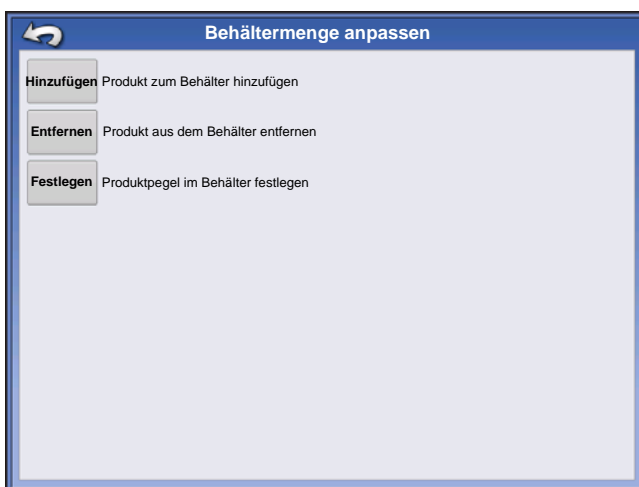 Behältermenge anpassen
Hinzufügen Produkt zum Behälter hinzufügen
Entfernen Produkt aus dem Behälter entfernen
Festlegen Produktpegel im Behälter festlegen